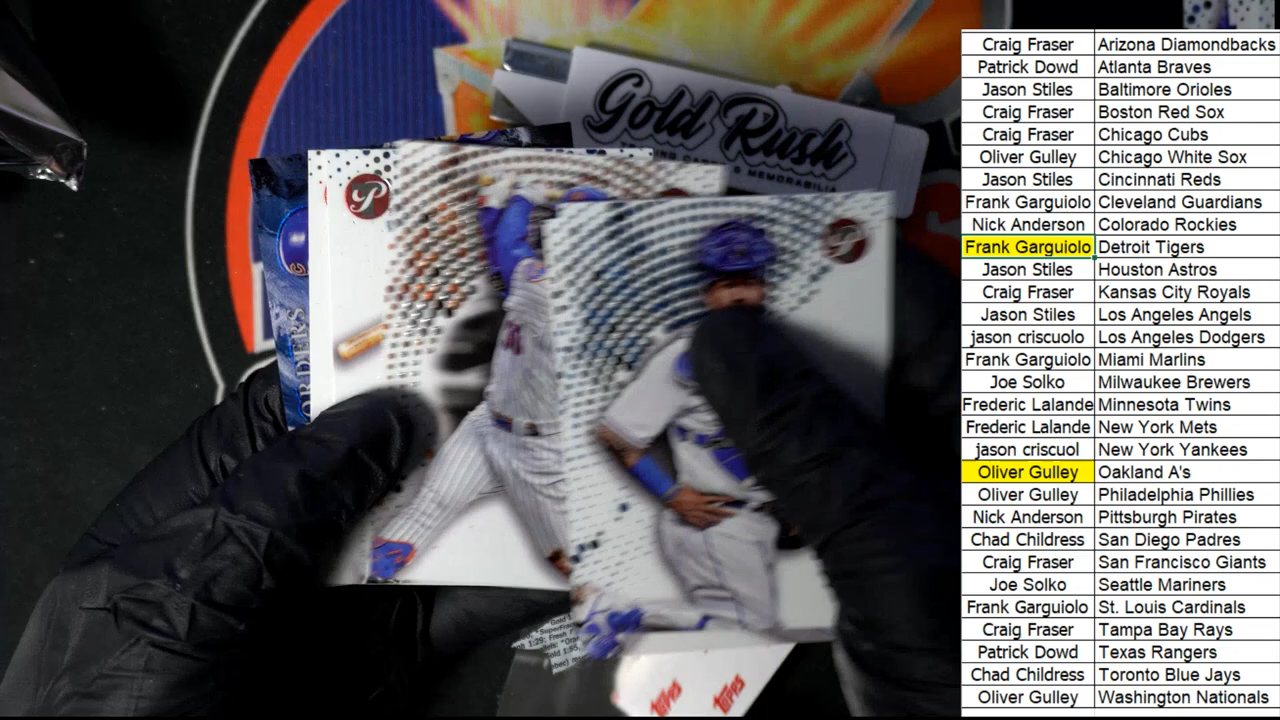 Gold Rush
& MEMORABILIA
P
ORDERS
TOPPS
TOPPS
Craig Fraser Arizona Diamondbacks
Patrick Dowd Atlanta Braves
Jason Stiles Baltimore Orioles
Craig Fraser Boston Red Sox
Craig Fraser Chicago Cubs
Oliver Gulley Chicago White Sox
Jason Stiles Cincinnati Reds
Frank Garguiolo Cleveland Guardians
Nick Anderson Colorado Rockies
Frank Garguiolo Detroit Tigers
Jason Stiles Houston Astros
Craig Fraser Kansas City Royals
Jason Stiles Los Angeles Angels
jason criscuolo Los Angeles Dodgers
Frank Garguiolo Miami Marlins
Joe Solko Milwaukee Brewers
Frederic Lalande Minnesota Twins
Frederic Lalande New York Mets
jason criscuol New York Yankees
Oliver Gulley Oakland A's
Oliver Gulley Philadelphia Phillies
Nick Anderson Pittsburgh Pirates
Chad Childress San Diego Padres
Craig Fraser San Francisco Giants
Joe Solko Seattle Mariners
Frank Garguiolo St. Louis Cardinals
Craig Fraser Tampa Bay Rays
Patrick Dowd Texas Rangers
Chad Childress Toronto Blue Jays
Oliver Gulley Washington Nationals